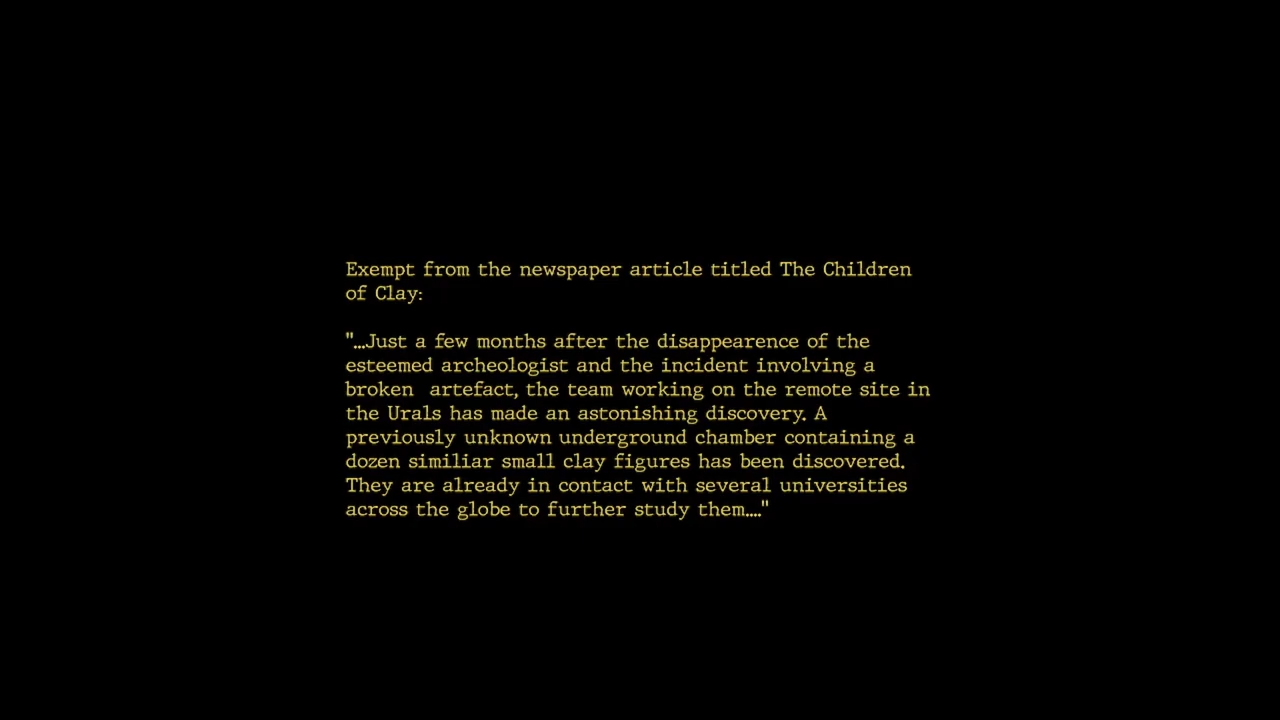 Exempt from the newspaper article titled The Children
of Clay:
"...Just a few months after the disappearence of the
esteemed archeologist and the incident involving a
broken  artefact, the team working on the remote site in
the Urals has made an astonishing discovery. A
previously unknown underground chamber containing a
dozen similiar small clay figures has been discovered.
They are already in contact with several universities
across the globe to further study them...."